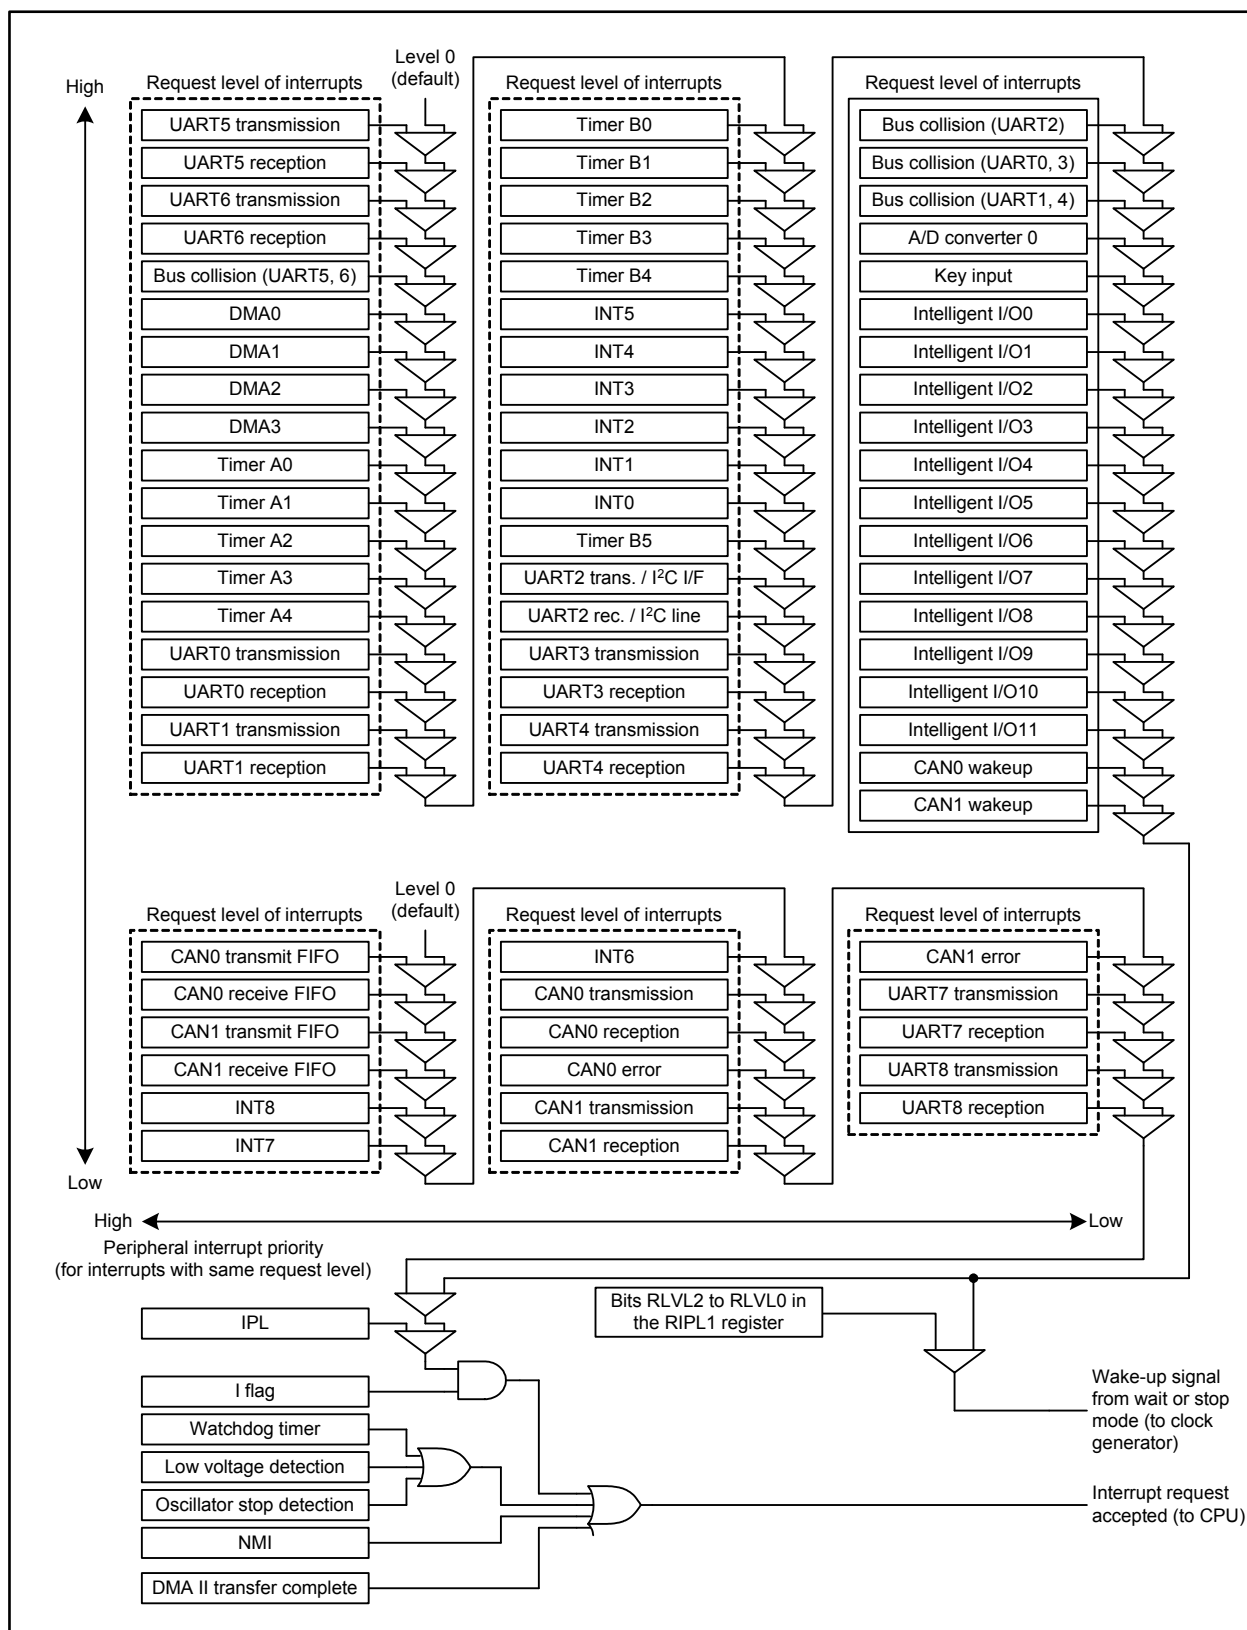 High
Level 0
(default)
Request level of interrupts
UART5 transmission
UART5 reception
UART6 transmission
UART6 reception
Bus collision (UART5, 6)
DMA0
DMA1
DMA2
DMA3
Timer A0
Timer A1
Timer A2
Timer A3
Timer A4
UART0 transmission
UART0 reception
UART1 transmission
UART1 reception
Request level of interrupts
Timer B0
Timer B1
Timer B2
Timer B3
Timer B4
INT5
INT4
INT3
INT2
INT1
INT0
Timer B5
UART2 trans. / I²C I/F
UART2 rec. / I²C line
UART3 transmission
UART3 reception
UART4 transmission
UART4 reception
Request level of interrupts
Bus collision (UART2)
Bus collision (UART0, 3)
Bus collision (UART1, 4)
A/D converter 0
Key input
Intelligent I/O0
Intelligent I/O1
Intelligent I/O2
Intelligent I/O3
Intelligent I/O4
Intelligent I/O5
Intelligent I/O6
Intelligent I/O7
Intelligent I/O8
Intelligent I/O9
Intelligent I/O10
Intelligent I/O11
CAN0 wakeup
CAN1 wakeup
Level 0
(default)
Request level of interrupts
CAN0 transmit FIFO
CAN0 receive FIFO
CAN1 transmit FIFO
CAN1 receive FIFO
INT8
INT7
Request level of interrupts
INT6
CAN0 transmission
CAN0 reception
CAN0 error
CAN1 transmission
CAN1 reception
Request level of interrupts
CAN1 error
UART7 transmission
UART7 reception
UART8 transmission
UART8 reception
Low
High
Low
Peripheral interrupt priority
(for interrupts with same request level)
IPL
I flag
Watchdog timer
Low voltage detection
Oscillator stop detection
NMI
DMA II transfer complete
Bits RLVL2 to RLVL0 in
the RIPL1 register
Wake-up signal
from wait or stop
mode (to clock
generator)
Interrupt request
accepted (to CPU)